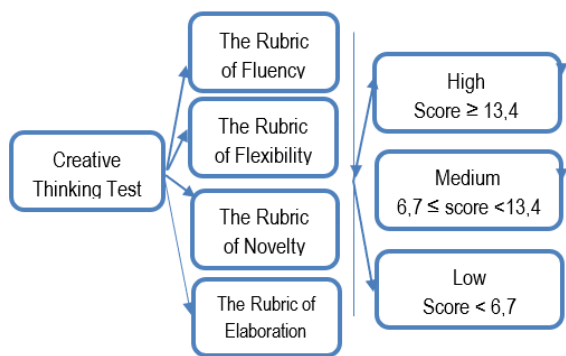 Creative
Thinking Test
The Rubric
of Fluency
The Rubric
of Flexibility
The Rubric
of Novelty
The Rubric of
Elaboration
High
Score ≥ 13,4
Medium
6,7 ≤ score <13,4
Low
Score < 6,7